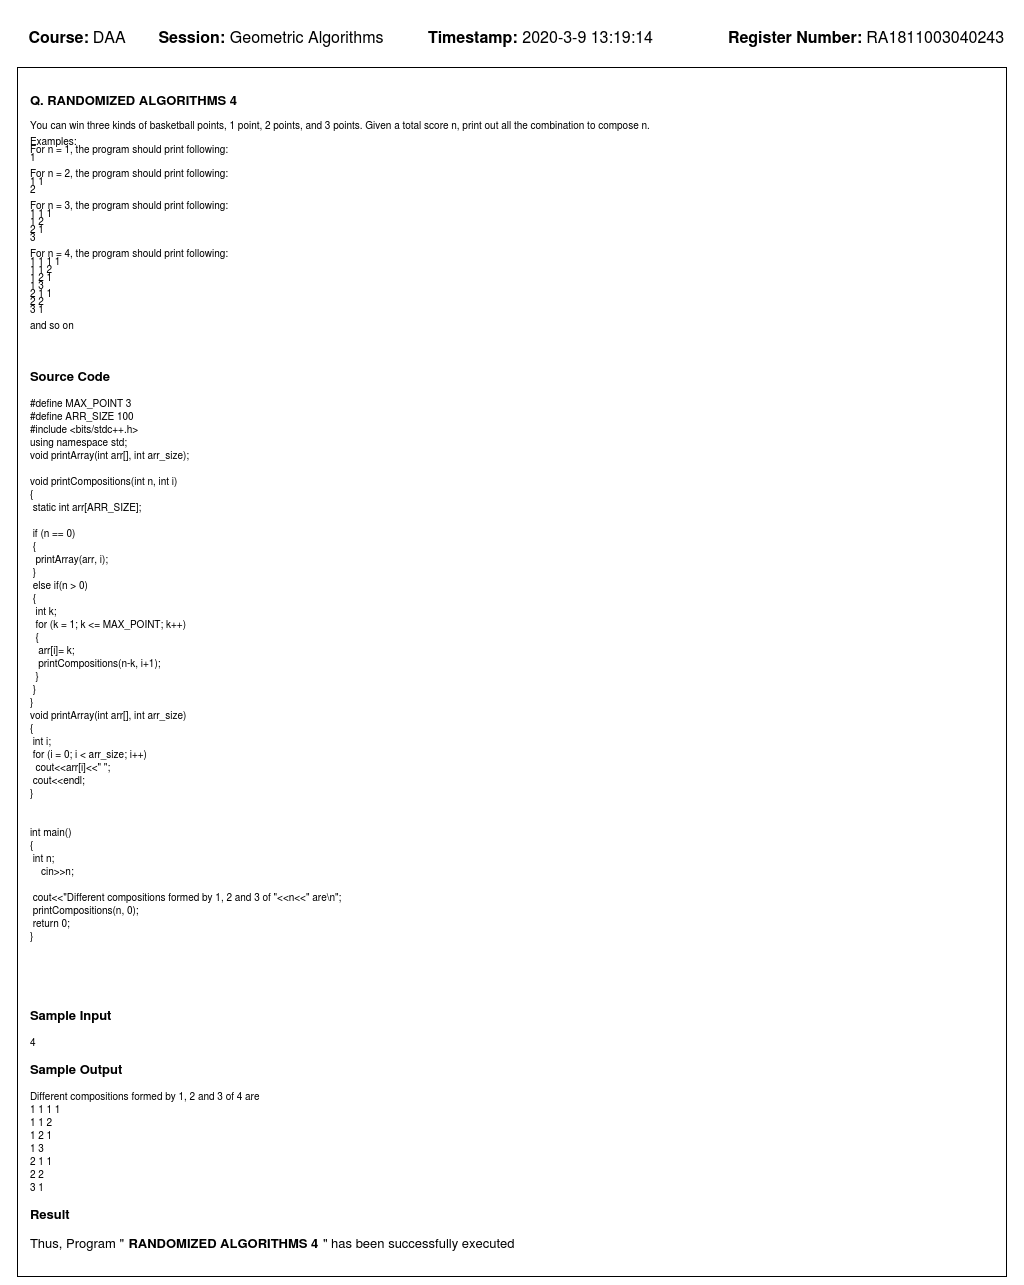 Course: DAA Session: Geometric Algorithms Timestamp: 2020-3-9 13:19:14 Register Number: RA1811003040243
Q. RANDOMIZED ALGORITHMS 4
You can win three kinds of basketball points, 1 point, 2 points, and 3 points. Given a total score n, print out all the combination to compose n.
Examples:
For n = 1, the program should print following:
1
For n = 2, the program should print following:
1 1
2
For n = 3, the program should print following:
1 1 1
1 2
2 1
3
For n = 4, the program should print following:
1 1 1 1
1 1 2
1 2 1
1 3
2 1 1
2 2
3 1
and so on
Source Code
#define MAX_POINT 3
#define ARR_SIZE 100
#include <bits/stdc++.h>
using namespace std;
void printArray(int arr[], int arr_size);
void printCompositions(int n, int i)
{
static int arr[ARR_SIZE];
if (n == 0)
{
printArray(arr, i);
}
else if(n > 0)
{
int k;
for (k = 1; k <= MAX_POINT; k++)
{
arr[i]= k;
printCompositions(n-k, i+1);
}
}
}
void printArray(int arr[], int arr_size)
{
int i;
for (i = 0; i < arr_size; i++)
cout<<arr[i]<<" ";
cout<<endl;
}
int main()
{
int n;
cin>>n;
cout<<"Different compositions formed by 1, 2 and 3 of "<<n<<" are\n";
printCompositions(n, 0);
return 0;
}
Sample Input
4
Sample Output
Different compositions formed by 1, 2 and 3 of 4 are
1 1 1 1
1 1 2
1 2 1
1 3
2 1 1
2 2
3 1
Result
Thus, Program " RANDOMIZED ALGORITHMS 4 " has been successfully executed